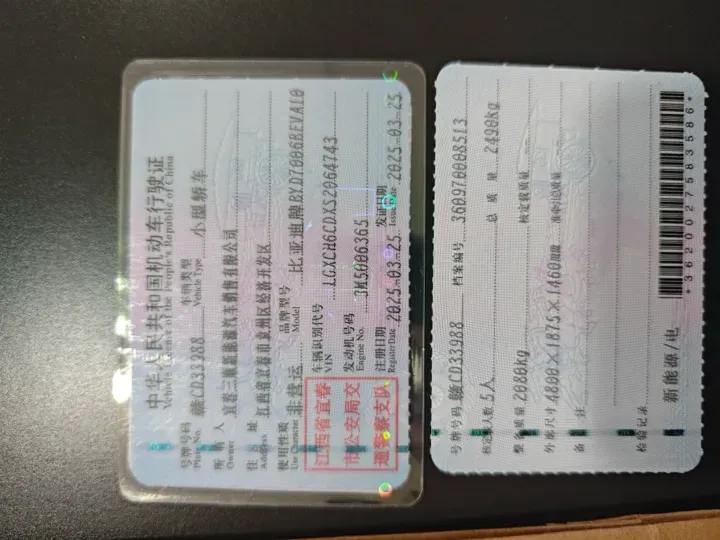 中华人民共和国机动车行驶证
Vehicle License of the People's Republic of China
号牌号码 赣CD33988 车辆类型 小型轿车
Plate No. Vehicle Type
所有人 宜春三顺新能源汽车销售有限公司
Owner
住址 江西省宜春市袁州区经济开发区
Address
使用性质 非营运 品牌型号 比亚迪牌BYD7006BEVA10
Use Character Model
江西省宜春
市公安局交
通警察支队
车辆识别代号 LGXCH6CDXS2064743
VIN
发动机号码 3M5006365
Engine No.
注册日期 2025-03-25 发证日期 2025-03-25
Register Date Issue Date
号牌号码 赣CD33988 档案编号 360970008513
核定载人数 5人 总质量 2490kg
整备质量 2080kg 核定载质量
外廓尺寸 4800×1875×1460mm 准牵引总质量
备注
新能源/电
检验记录
*3620027583586*